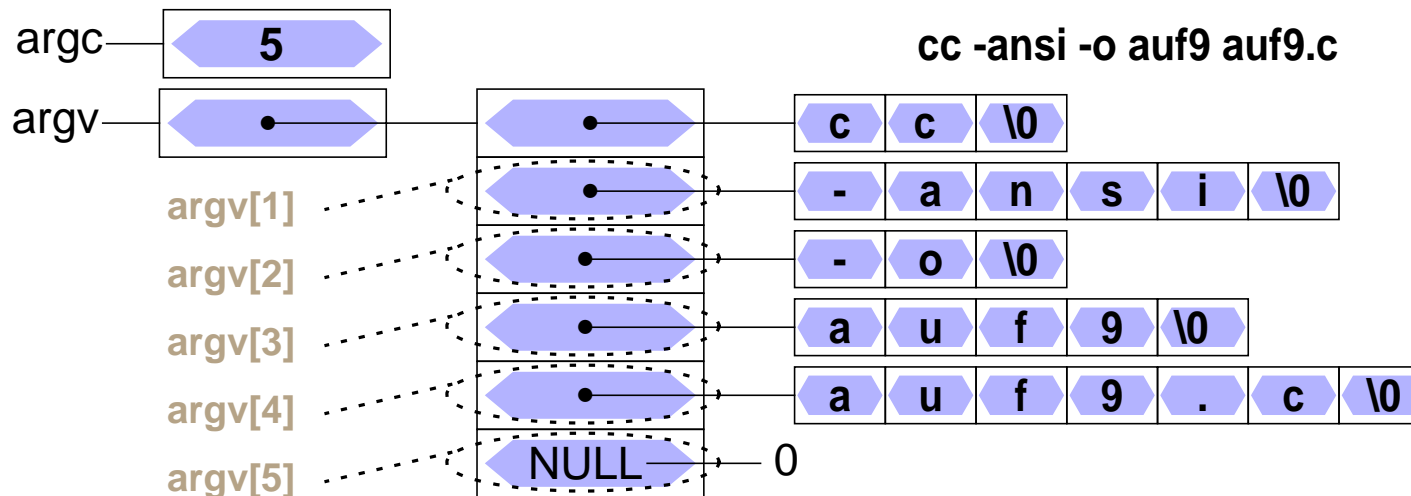 argc 5 cc -ansi -o auf9 auf9.c
argv c c \0
argv[1] - a n s i \0
argv[2] - o \0
argv[3] a u f 9 \0
argv[4] a u f 9 . c \0
argv[5] NULL 0